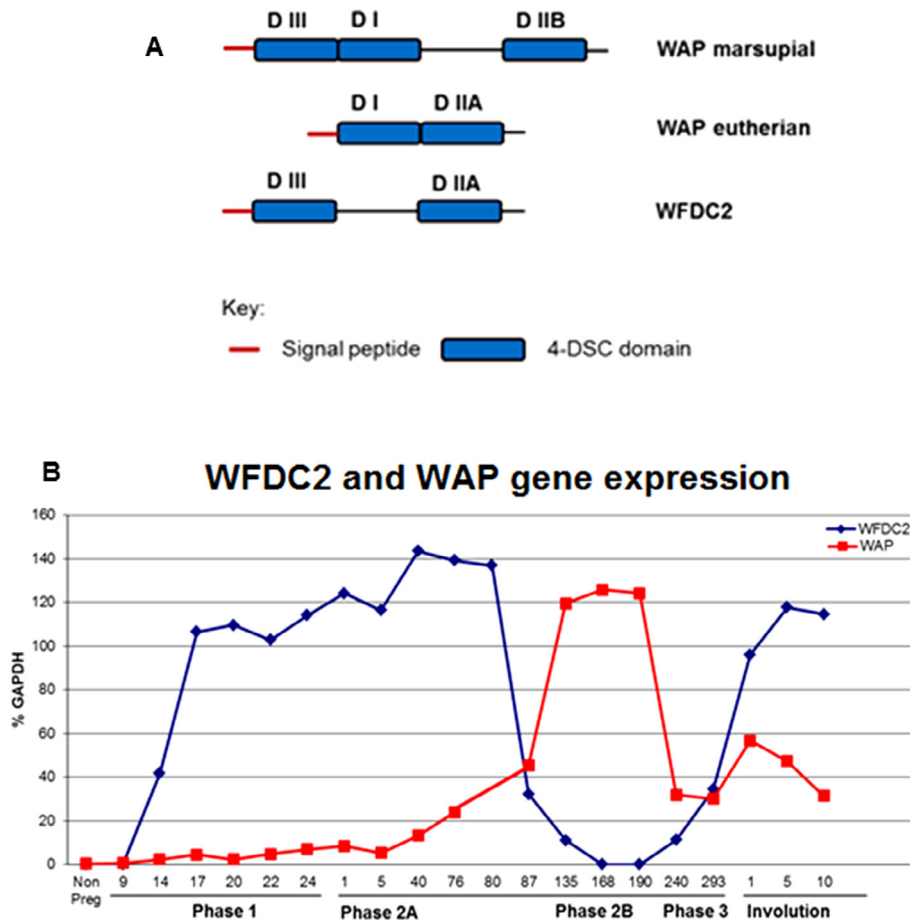 A
D III D I D IIB
WAP marsupial
D I D IIA
WAP eutherian
D III D IIA
WFDC2
Key:
Signal peptide 4-DSC domain
B
WFDC2 and WAP gene expression
WFDC2
WAP
% GAPDH
160
140
120
100
80
60
40
20
0
Non Preg 9 14 17 20 22 24 1 5 40 76 80 87 135 168 190 240 293 1 5 10
Phase 1 Phase 2A Phase 2B Phase 3 Involution